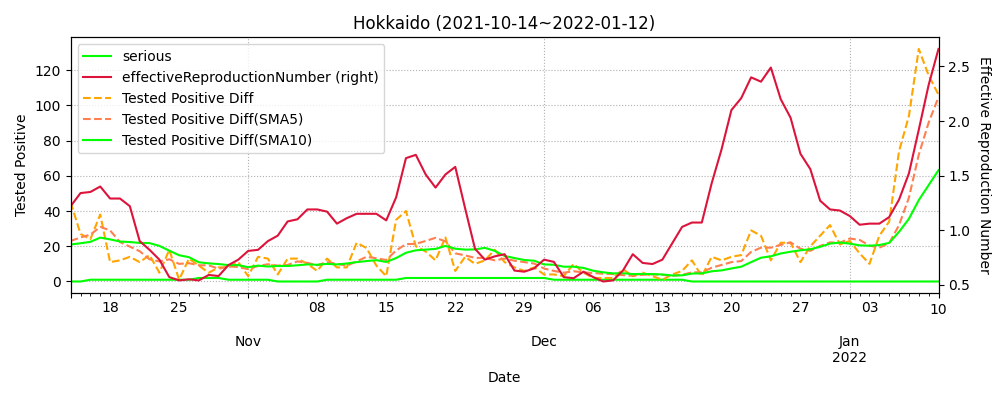 Hokkaido (2021-10-14~2022-01-12)
serious
effectiveReproductionNumber (right)
Tested Positive Diff
Tested Positive Diff(SMA5)
Tested Positive Diff(SMA10)
Tested Positive
120
100
80
60
40
20
0
2.5
2.0
1.5
1.0
0.5
Effective Reproduction Number
18 25 08 15 22 29 06 13 20 27 03 10
Nov Dec Jan
2022
Date